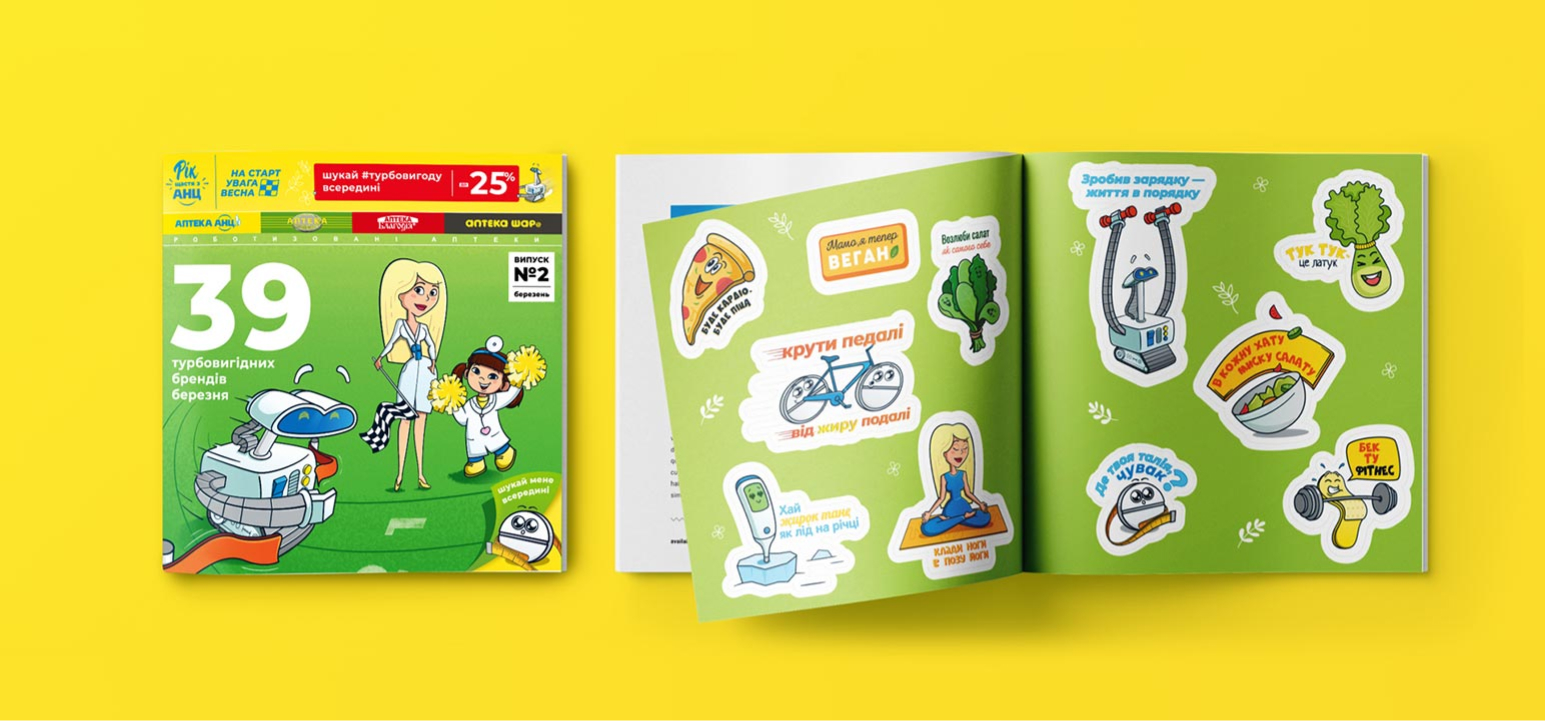 Рік
щастя з
АНЦ
НА СТАРТ
УВАГА
ВЕСНА
шукай #турбовигоду
всередині
25%
АПТЕКА АНЦ
АПТЕКА
АПТЕКА
Благодія
АПТЕКА ШАР@
РОБОТИЗОВАНІ АПТЕКИ
39
турбовигідних
брендів
березня
ВИПУСК
№2
березень
шукай мене
всередині
БУДЕ КАРДІО,
БУДЕ ПІЦА
Мамо, я тепер
ВЕГАН
Возлюби салат
як самого себе
крути педалі
від жиру подалі
Хай
жирок тане
як лід на річці
КЛАДИ НОГИ
В ПОЗУ ЙОГИ
Зробив зарядку —
життя в порядку
ТУК ТУК-
це ЛАТУК
В КОЖНУ ХАТУ
МИСКУ САЛАТУ
Де твоя талія,
чувак?
БЕК
ТУ
ФІТНЕС